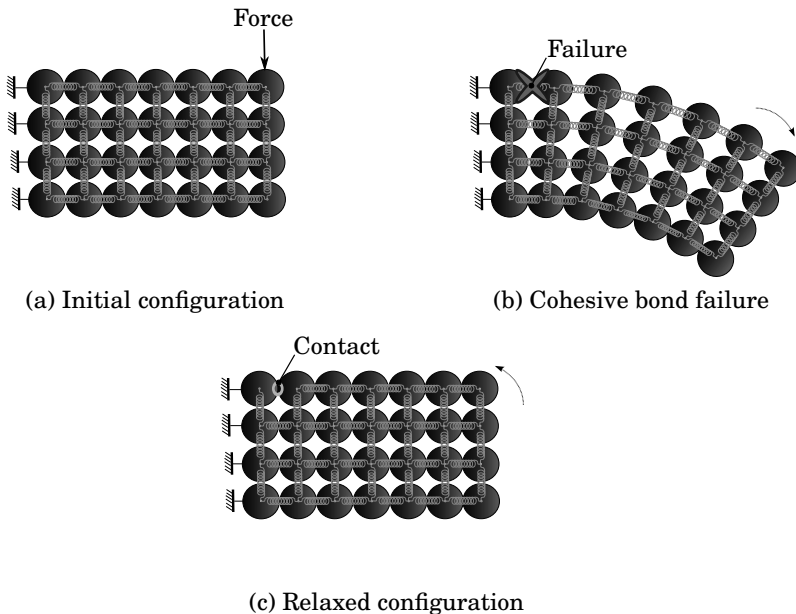 Force
Failure
(a) Initial configuration
(b) Cohesive bond failure
Contact
(c) Relaxed configuration